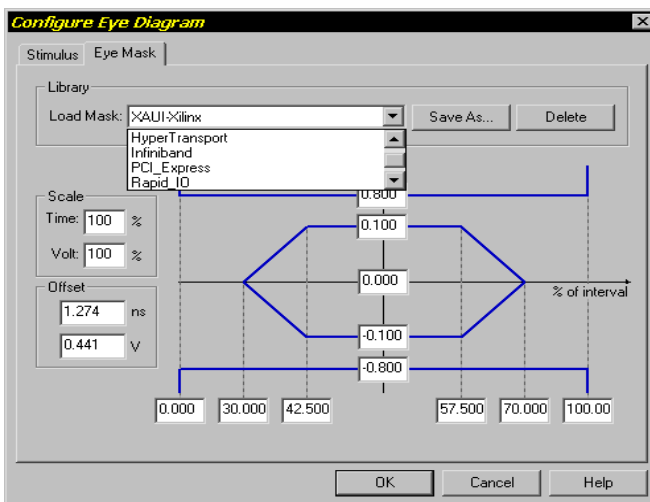 Configure Eye Diagram
Stimulus Eye Mask
Library
Load Mask: XAUI-Xilinx Save As... Delete
HyperTransport
Infiniband
PCI_Express
Rapid_IO
0.800
Scale
Time: 100 %
0.100
Volt: 100 %
0.000
% of interval
Offset
1.274 ns
0.441 V
-0.100
-0.800
0.000 30.000 42.500 57.500 70.000 100.00
OK Cancel Help